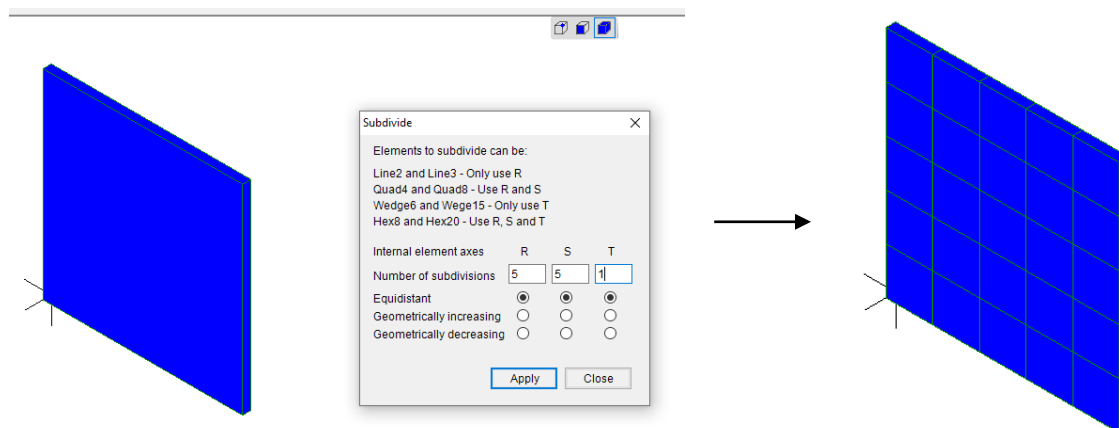 Subdivide
Elements to subdivide can be:
Line2 and Line3 - Only use R
Quad4 and Quad8 - Use R and S
Wedge6 and Wege15 - Only use T
Hex8 and Hex20 - Use R, S and T
Internal element axes R S T
Number of subdivisions 5 5 1
Equidistant
Geometrically increasing
Geometrically decreasing
Apply Close